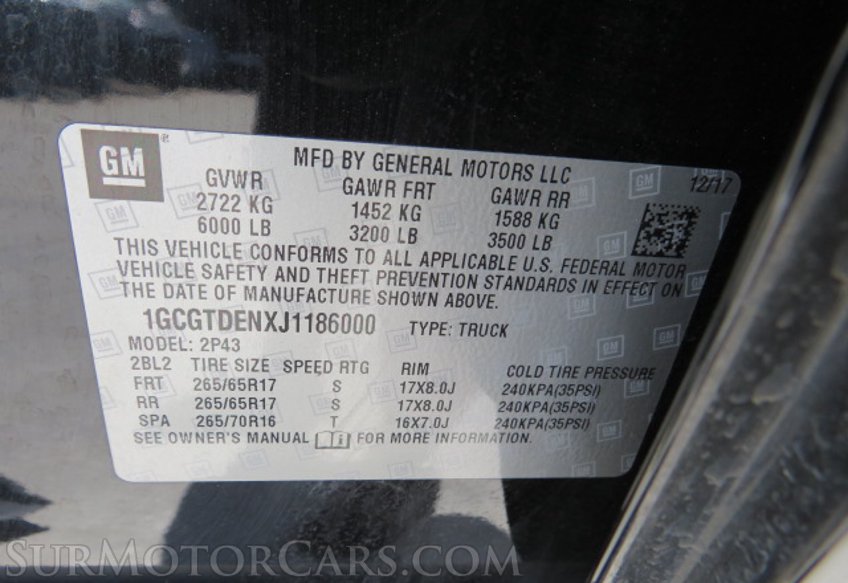 GM
MFD BY GENERAL MOTORS LLC
12/17
GVWR GAWR FRT GAWR RR
2722 KG 1452 KG 1588 KG
6000 LB 3200 LB 3500 LB
THIS VEHICLE CONFORMS TO ALL APPLICABLE U.S. FEDERAL MOTOR
VEHICLE SAFETY AND THEFT PREVENTION STANDARDS IN EFFECT ON
THE DATE OF MANUFACTURE SHOWN ABOVE.
1GCGTDENXJ1186000 TYPE: TRUCK
MODEL: 2P43
2BL2 TIRE SIZE SPEED RTG RIM COLD TIRE PRESSURE
FRT 265/65R17 S 17X8.0J 240KPA(35PSI)
RR 265/65R17 S 17X8.0J 240KPA(35PSI)
SPA 265/70R16 T 16X7.0J 240KPA(35PSI)
SEE OWNER'S MANUAL FOR MORE INFORMATION.
SURMOTORCARS.COM